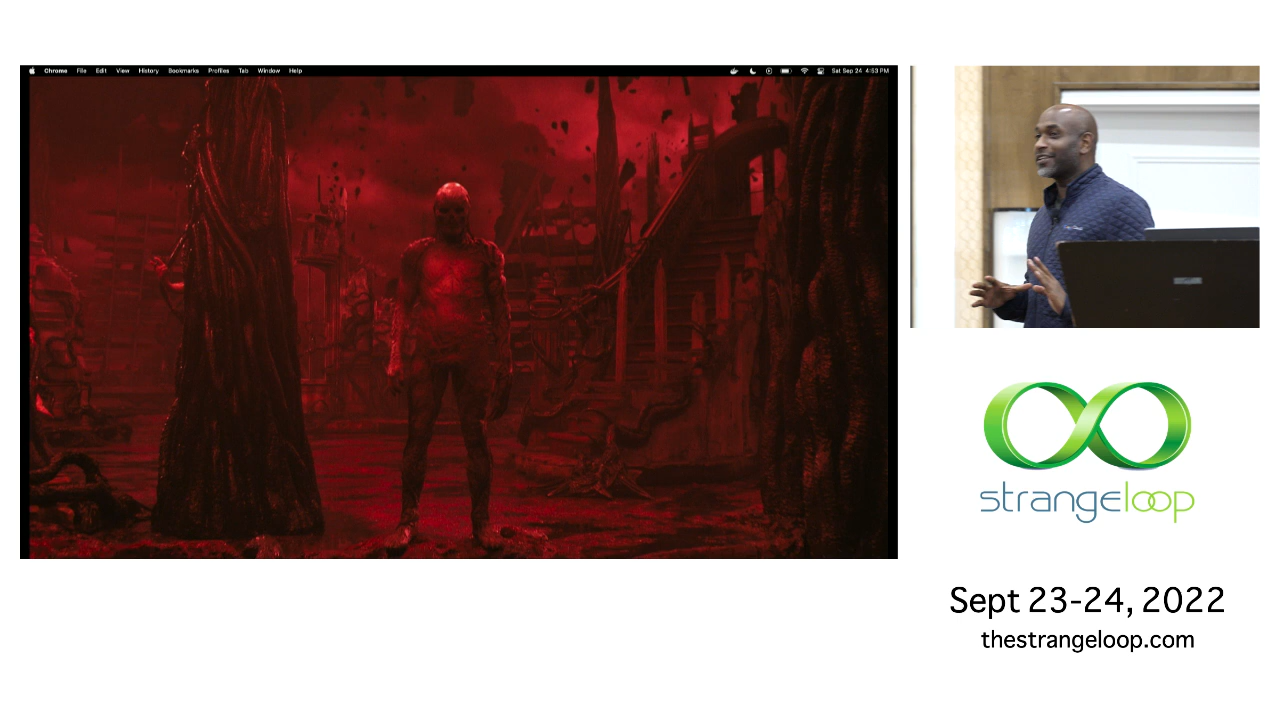 Chrome File Edit View History Bookmarks Profiles Tab Window Help Sat Sep 24 4:53 PM
strangeloop
Sept 23-24, 2022
thestrangeloop.com